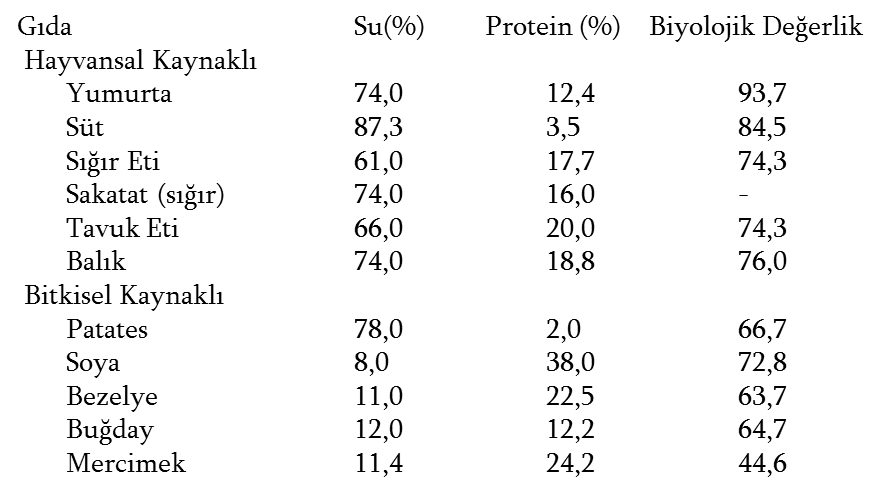 Gıda Su(%) Protein (%) Biyolojik Değerlik
Hayvansal Kaynaklı
Yumurta 74,0 12,4 93,7
Süt 87,3 3,5 84,5
Sığır Eti 61,0 17,7 74,3
Sakatat (sığır) 74,0 16,0 -
Tavuk Eti 66,0 20,0 74,3
Balık 74,0 18,8 76,0
Bitkisel Kaynaklı
Patates 78,0 2,0 66,7
Soya 8,0 38,0 72,8
Bezelye 11,0 22,5 63,7
Buğday 12,0 12,2 64,7
Mercimek 11,4 24,2 44,6